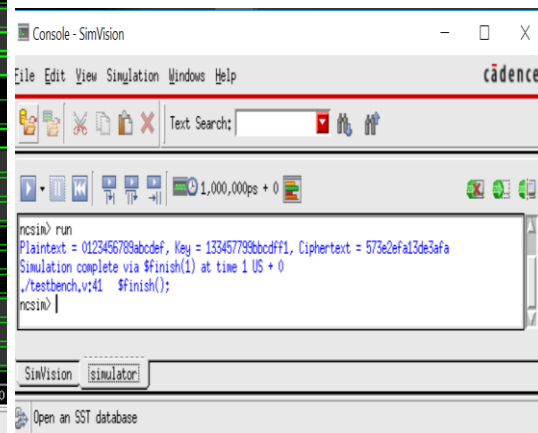 Console - SimVision
File Edit View Simulation Windows Help
cādence
Text Search:
1,000,000ps + 0
ncsim> run
Plaintext = 0123456789abcdef, Key = 133457799bbcdff1, Ciphertext = 573e2efa13de3afa
Simulation complete via $finish(1) at time 1 US + 0
./testbench.v:41 $finish();
ncsim>
SimVision simulator
Open an SST database